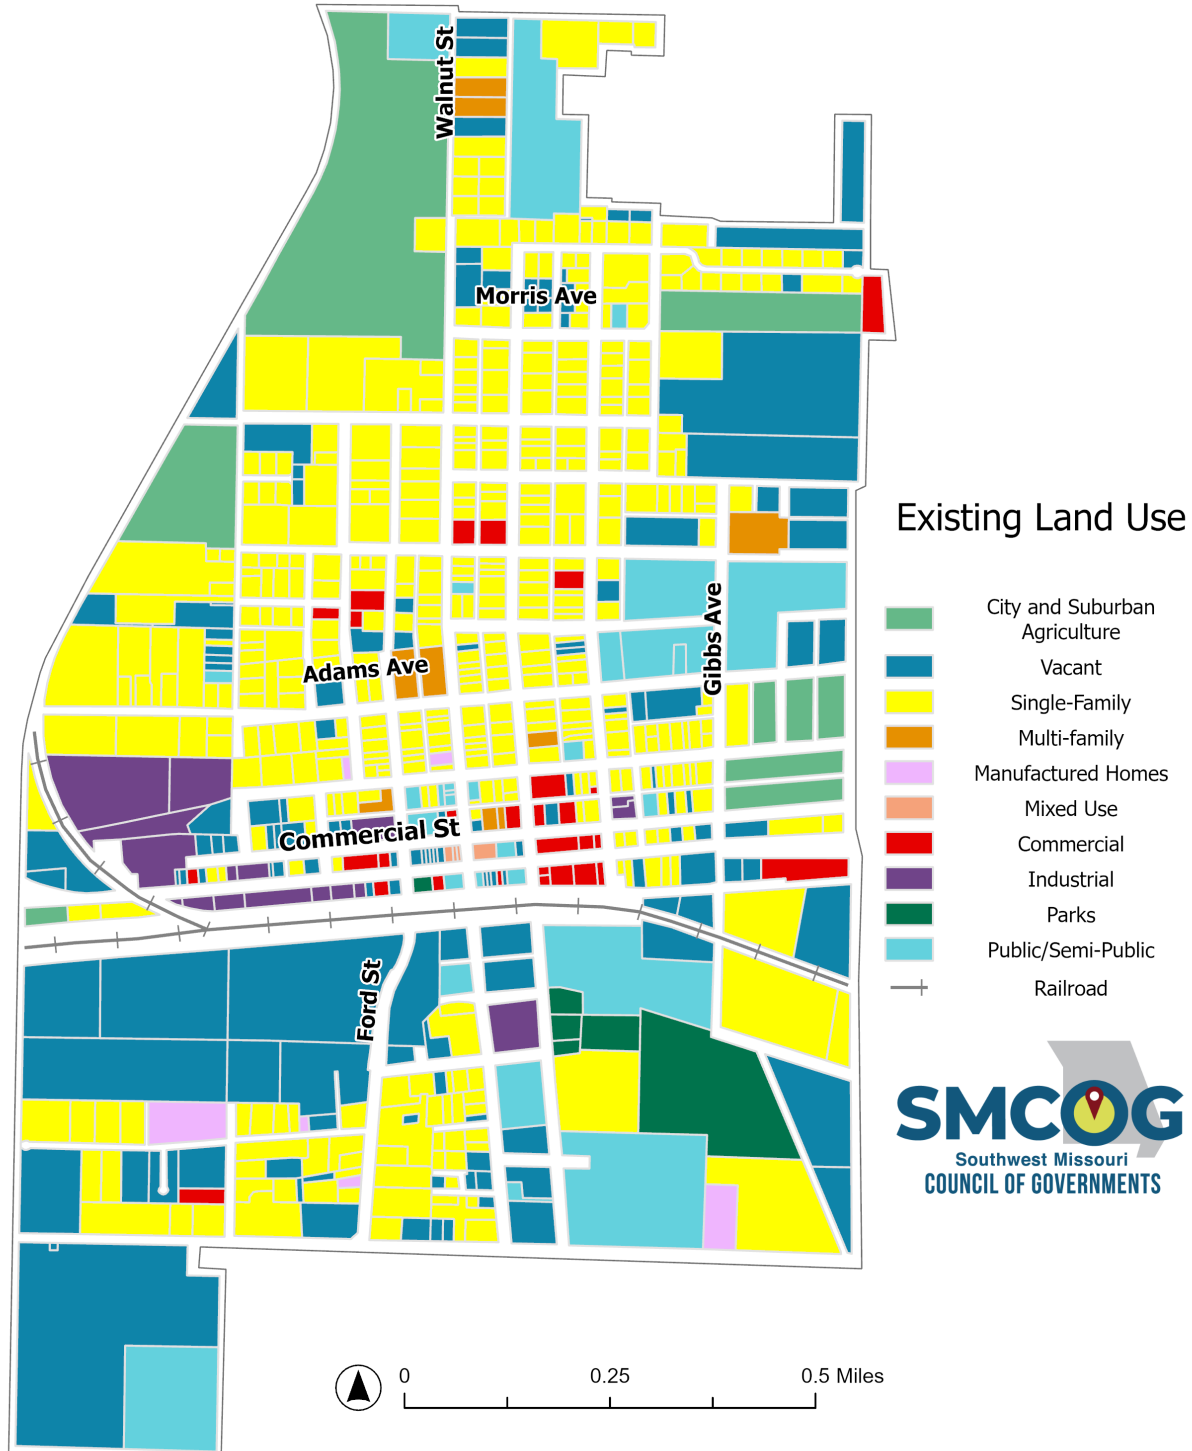 Walnut St
Morris Ave
Existing Land Use
Gibbs Ave
City and Suburban
Agriculture
Vacant
Adams Ave
Single-Family
Multi-family
Manufactured Homes
Mixed Use
Commercial St
Commercial
Industrial
Parks
Public/Semi-Public
Ford St
Railroad
SMCOG
Southwest Missouri
COUNCIL OF GOVERNMENTS
0 0.25 0.5 Miles